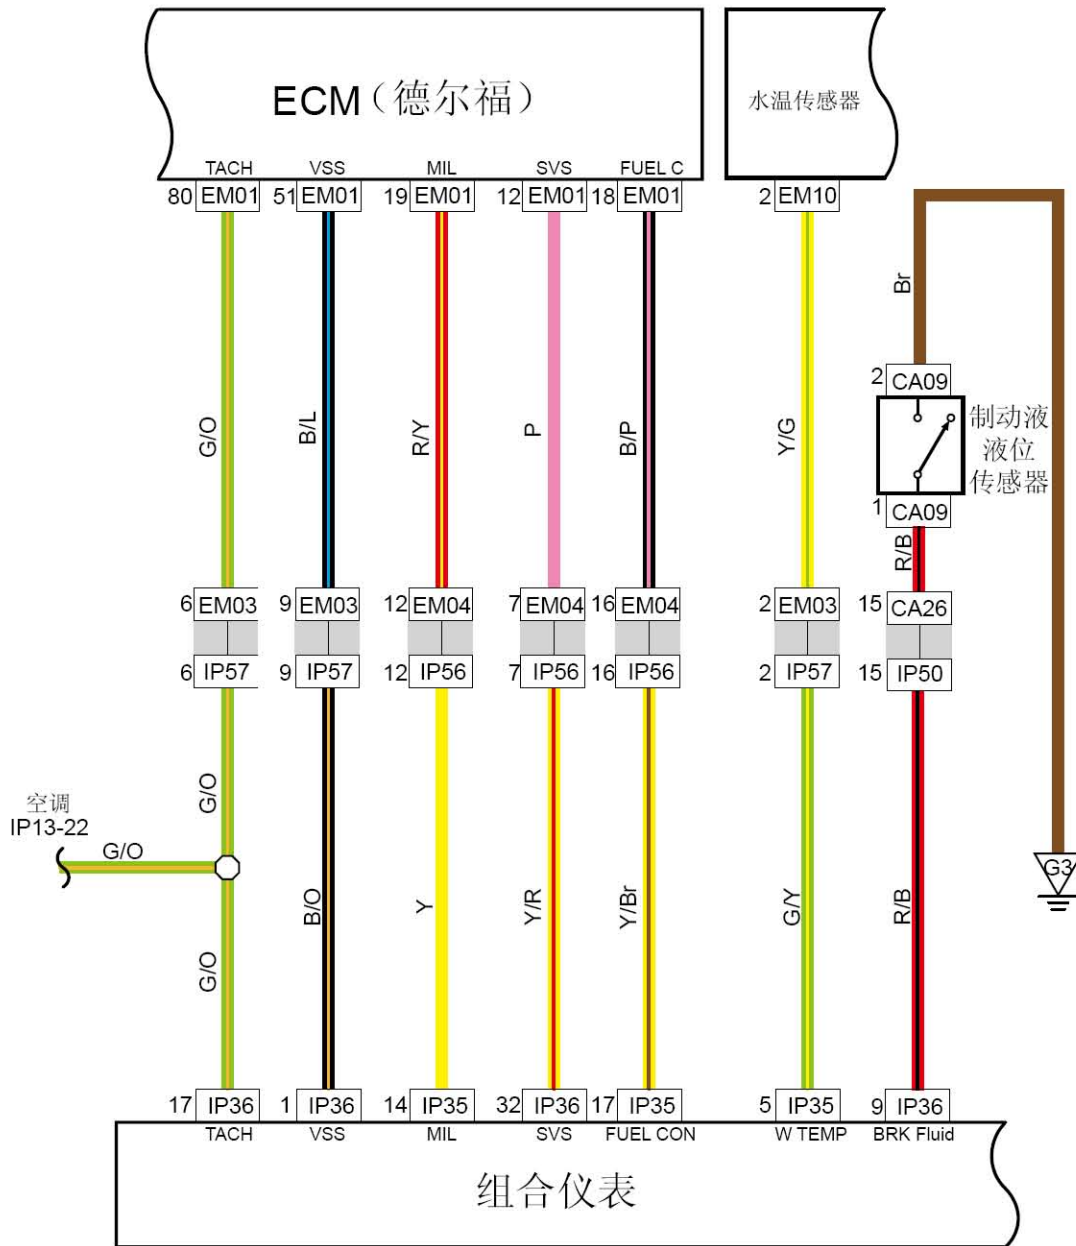 ECM（德尔福）
水温传感器
TACH VSS MIL SVS FUEL C
80 EM01 51 EM01 19 EM01 12 EM01 18 EM01 2 EM10
Br
2 CA09
制动液
液位
传感器
G/O B/L R/Y P B/P Y/G
1 CA09
R/B
6 EM03 9 EM03 12 EM04 7 EM04 16 EM04 2 EM03 15 CA26
6 IP57 9 IP57 12 IP56 7 IP56 16 IP56 2 IP57 15 IP50
G/O
空调
IP13-22
G/O
G3
B/O Y Y/R Y/Br G/Y R/B
G/O
17 IP36 1 IP36 14 IP35 32 IP36 17 IP35 5 IP35 9 IP36
TACH VSS MIL SVS FUEL CON W TEMP BRK Fluid
组合仪表